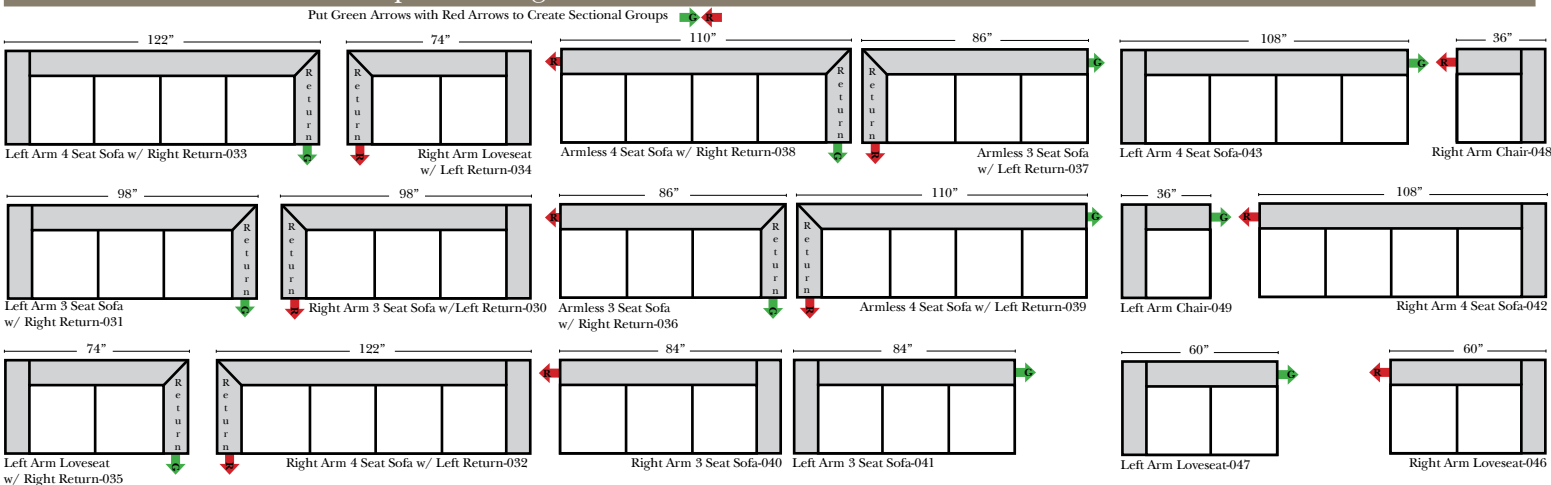 Put Green Arrows with Red Arrows to Create Sectional Groups G R
122” 74” 110” 86” 108” 36”
R G G R
Return Return Return Return
G R G R
Left Arm 4 Seat Sofa w/ Right Return-033
Right Arm Loveseat
w/ Left Return-034
Armless 4 Seat Sofa w/ Right Return-038
Armless 3 Seat Sofa
w/ Left Return-037
Left Arm 4 Seat Sofa-043
Right Arm Chair-048
98” 98” 86” 110” 36” 108”
R G G R
Return Return Return Return
G R G R
Left Arm 3 Seat Sofa
w/ Right Return-031
Right Arm 3 Seat Sofa w/Left Return-030
Armless 3 Seat Sofa
w/ Right Return-036
Armless 4 Seat Sofa w/ Left Return-039
Left Arm Chair-049
Right Arm 4 Seat Sofa-042
74” 122” 84” 84” 60” 60”
R G G R
Return Return
G R
Left Arm Loveseat
w/ Right Return-035
Right Arm 4 Seat Sofa w/ Left Return-032
Right Arm 3 Seat Sofa-040
Left Arm 3 Seat Sofa-041
Left Arm Loveseat-047
Right Arm Loveseat-046